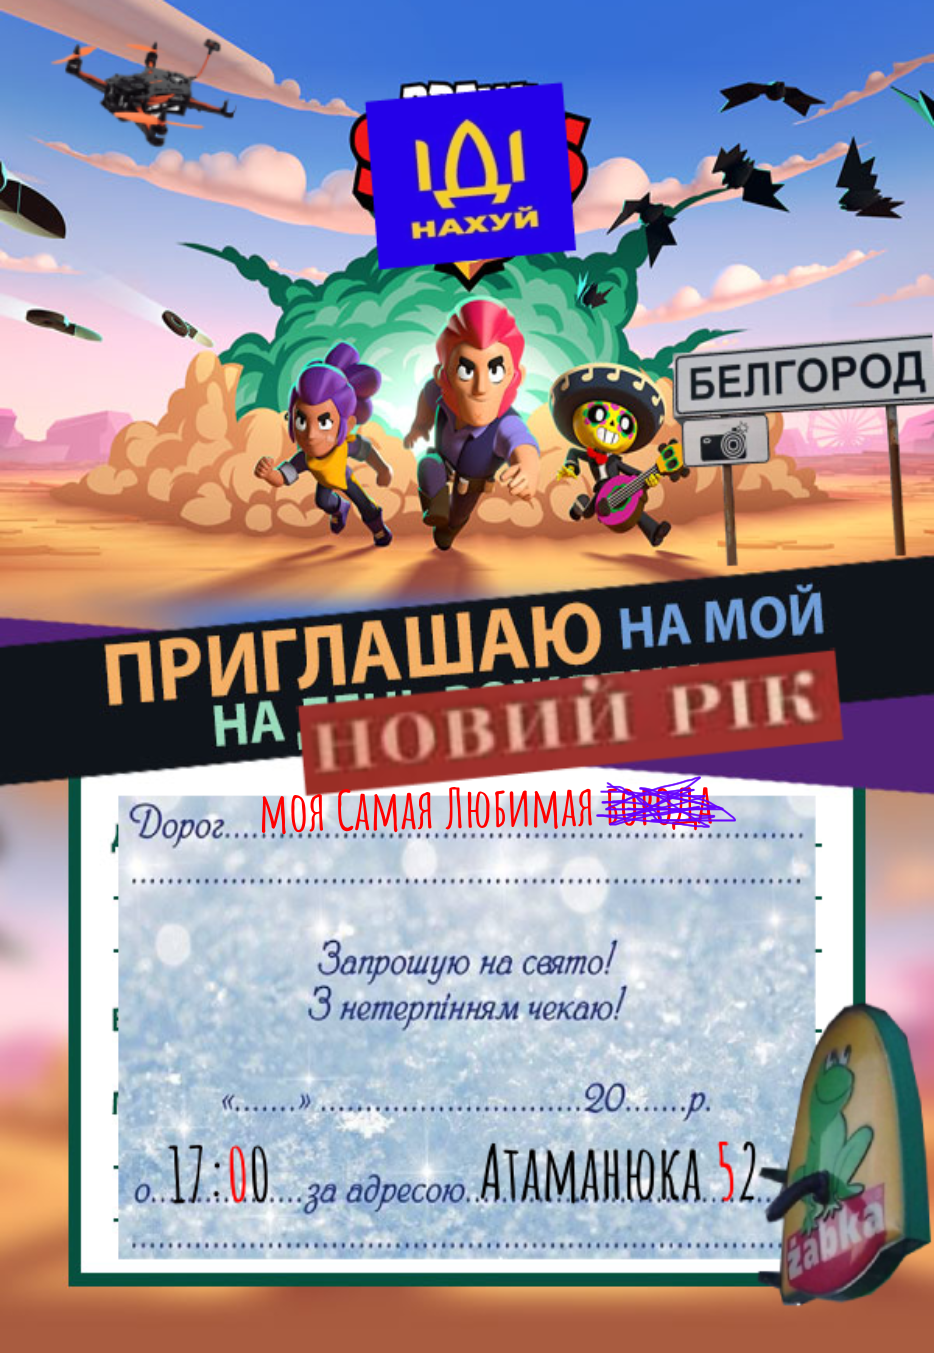 ІДІ
НАХУЙ
БЕЛГОРОД
ПРИГЛАШАЮ НА МОЙ
НА
НОВИЙ РІК
Дорог.... моя Самая Любимая
Запрошую на свято!
З нетерпінням чекаю!
«.......» ............................20.......р.
о 17:00 за адресою Атаманюка 52
żabka